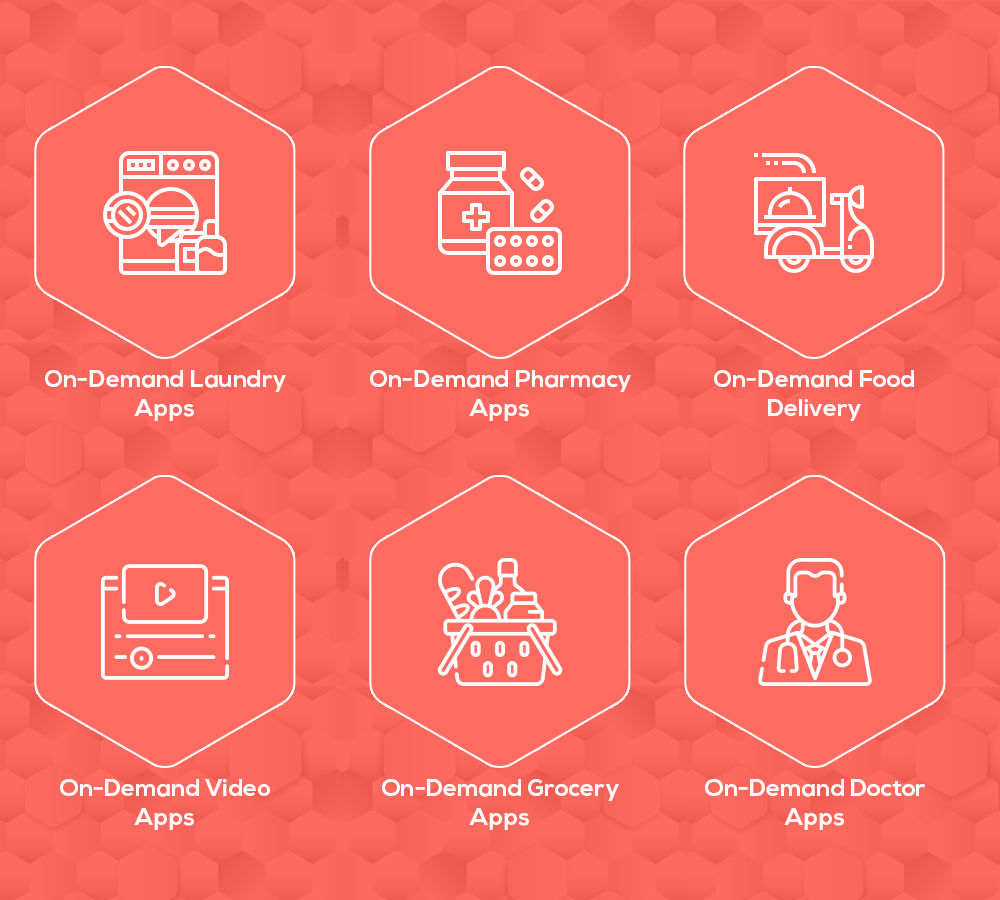 On-Demand Laundry
Apps
On-Demand Pharmacy
Apps
On-Demand Food
Delivery
On-Demand Video
Apps
On-Demand Grocery
Apps
On-Demand Doctor
Apps